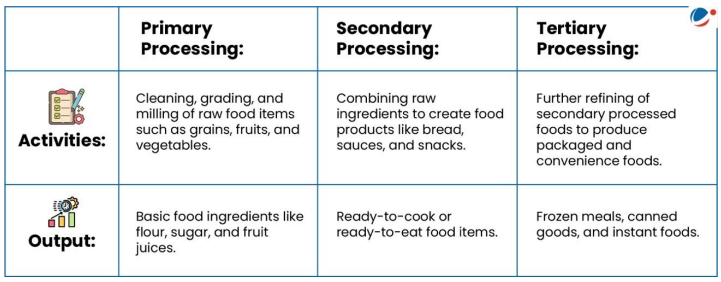 Primary
Processing:
Secondary
Processing:
Tertiary
Processing:
Activities:
Cleaning, grading, and
milling of raw food items
such as grains, fruits, and
vegetables.
Combining raw
ingredients to create food
products like bread,
sauces, and snacks.
Further refining of
secondary processed
foods to produce
packaged and
convenience foods.
Output:
Basic food ingredients like
flour, sugar, and fruit
juices.
Ready-to-cook or
ready-to-eat food items.
Frozen meals, canned
goods, and instant foods.